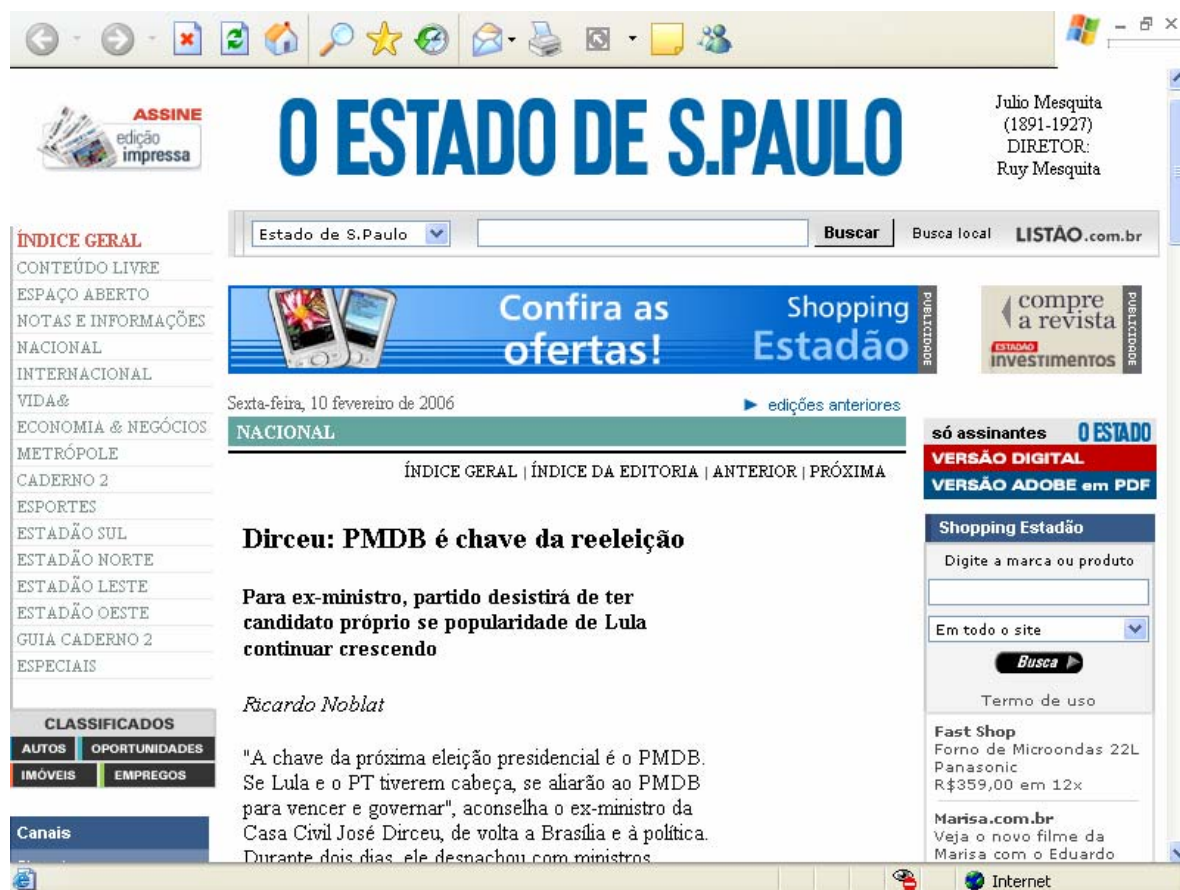 ASSINE
edição
impressa
O ESTADO DE S.PAULO
Julio Mesquita
(1891-1927)
DIRETOR:
Ruy Mesquita
Estado de S.Paulo
Buscar
Busca local
LISTÃO.com.br
ÍNDICE GERAL
CONTEÚDO LIVRE
ESPAÇO ABERTO
NOTAS E INFORMAÇÕES
NACIONAL
INTERNACIONAL
VIDA&
ECONOMIA & NEGÓCIOS
METRÓPOLE
CADERNO 2
ESPORTES
ESTADÃO SUL
ESTADÃO NORTE
ESTADÃO LESTE
ESTADÃO OESTE
GUIA CADERNO 2
ESPECIAIS
CLASSIFICADOS
AUTOS OPORTUNIDADES
IMÓVEIS EMPREGOS
Canais
Confira as
ofertas!
Shopping
Estadão
PUBLICIDADE
compre
a revista
ESTADÃO
INVESTIMENTOS
PUBLICIDADE
Sexta-feira, 10 fevereiro de 2006
edições anteriores
NACIONAL
ÍNDICE GERAL | ÍNDICE DA EDITORIA | ANTERIOR | PRÓXIMA
Dirceu: PMDB é chave da reeleição
Para ex-ministro, partido desistirá de ter
candidato próprio se popularidade de Lula
continuar crescendo
Ricardo Noblat
"A chave da próxima eleição presidencial é o PMDB.
Se Lula e o PT tiverem cabeça, se aliarão ao PMDB
para vencer e governar", aconselha o ex-ministro da
Casa Civil José Dirceu, de volta a Brasília e à política.
Durante dois dias, ele despachou com ministros
só assinantes O ESTADO
VERSÃO DIGITAL
VERSÃO ADOBE em PDF
Shopping Estadão
Digite a marca ou produto
Em todo o site
Busca
Termo de uso
Fast Shop
Forno de Microondas 22L
Panasonic
R$359,00 em 12x
Marisa.com.br
Veja o novo filme da
Marisa com o Eduardo
Internet